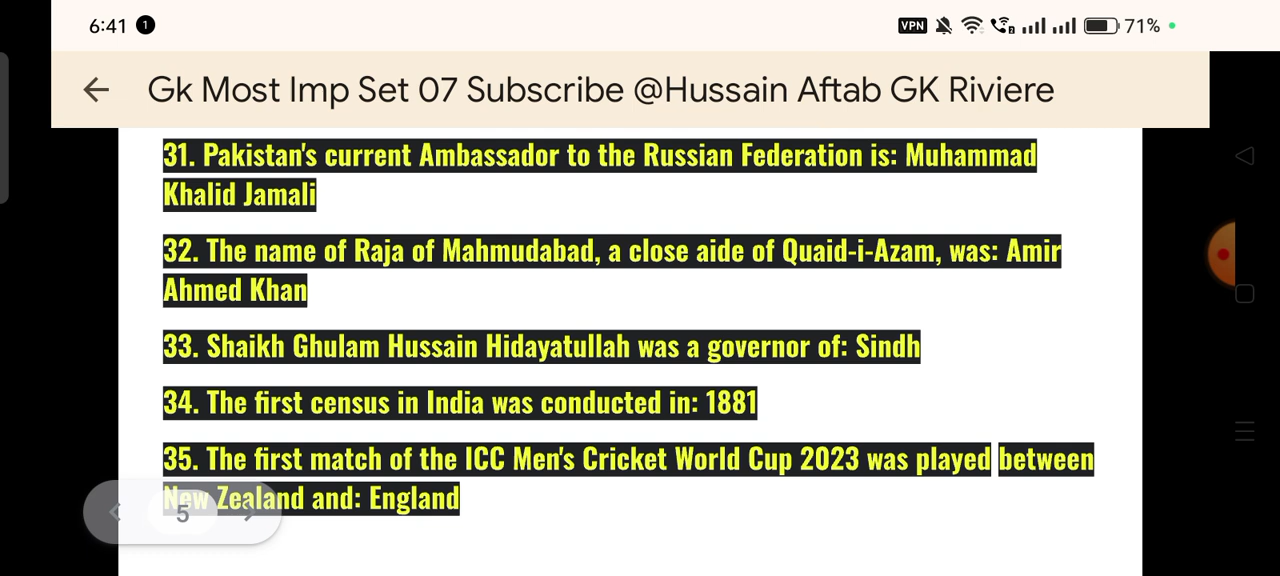 6:41 1
VPN 2 71%
Gk Most Imp Set 07 Subscribe @Hussain Aftab GK Riviere
31. Pakistan's current Ambassador to the Russian Federation is: Muhammad
Khalid Jamali
32. The name of Raja of Mahmudabad, a close aide of Quaid-i-Azam, was: Amir
Ahmed Khan
33. Shaikh Ghulam Hussain Hidayatullah was a governor of: Sindh
34. The first census in India was conducted in: 1881
35. The first match of the ICC Men's Cricket World Cup 2023 was played between
New Zealand and: England
5